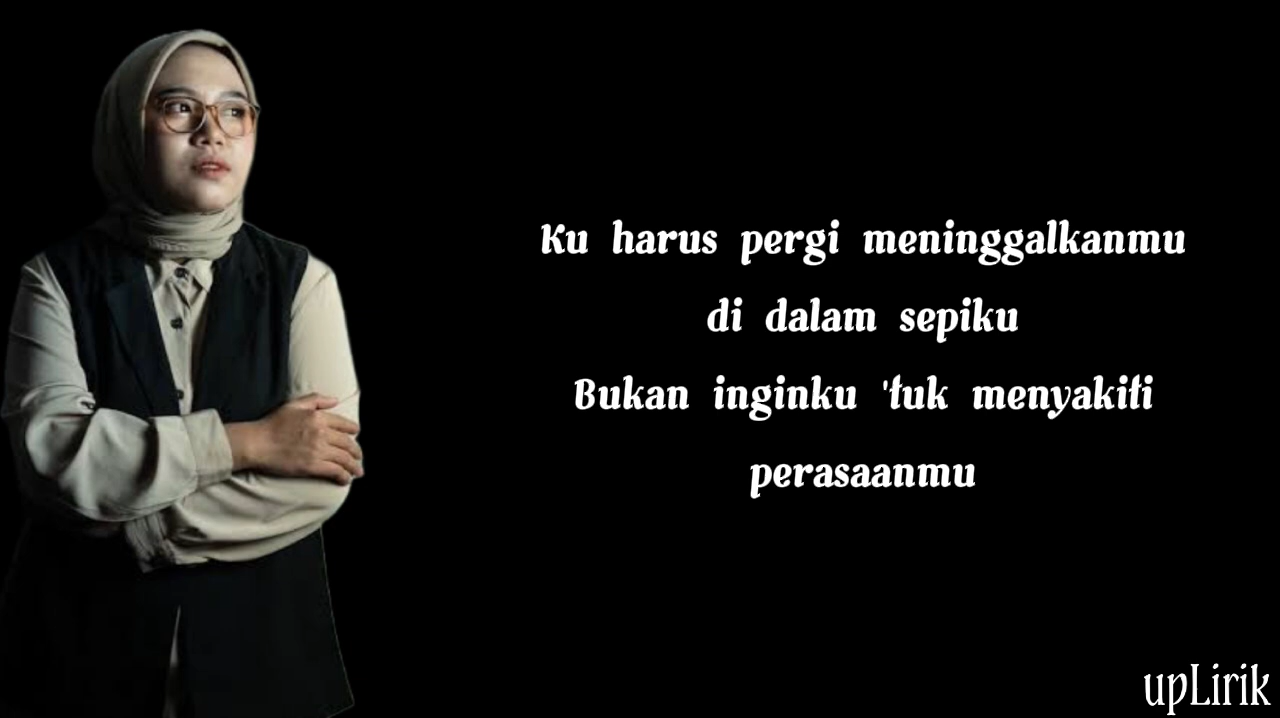 Ku harus pergi meninggalkanmu
di dalam sepiku
Bukan inginku 'tuk menyakiti
perasaanmu
upLirik